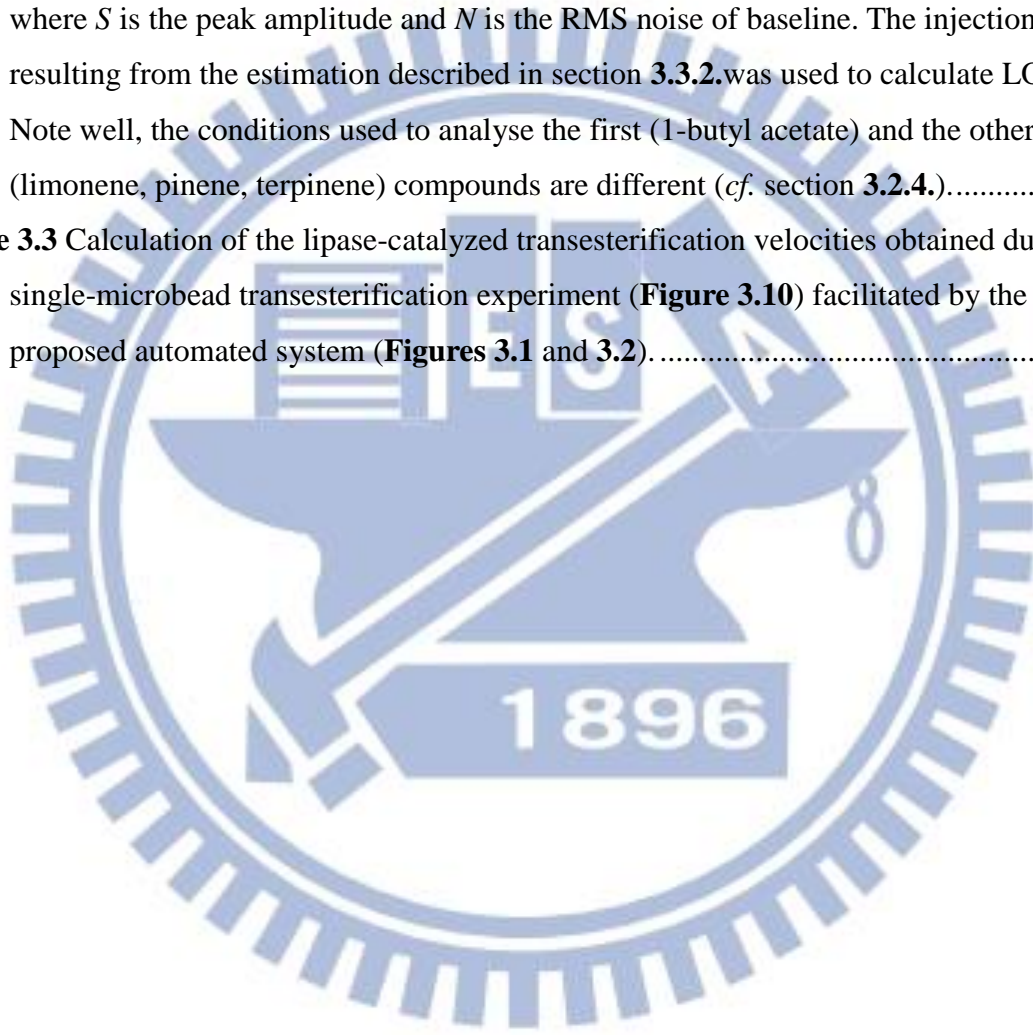 where S is the peak amplitude and N is the RMS noise of baseline. The injection
resulting from the estimation described in section 3.3.2.was used to calculate LO
Note well, the conditions used to analyse the first (1-butyl acetate) and the other
(limonene, pinene, terpinene) compounds are different (cf. section 3.2.4.)..........
e 3.3 Calculation of the lipase-catalyzed transesterification velocities obtained du
single-microbead transesterification experiment (Figure 3.10) facilitated by the
proposed automated system (Figures 3.1 and 3.2). ..........................................
E S A
1896